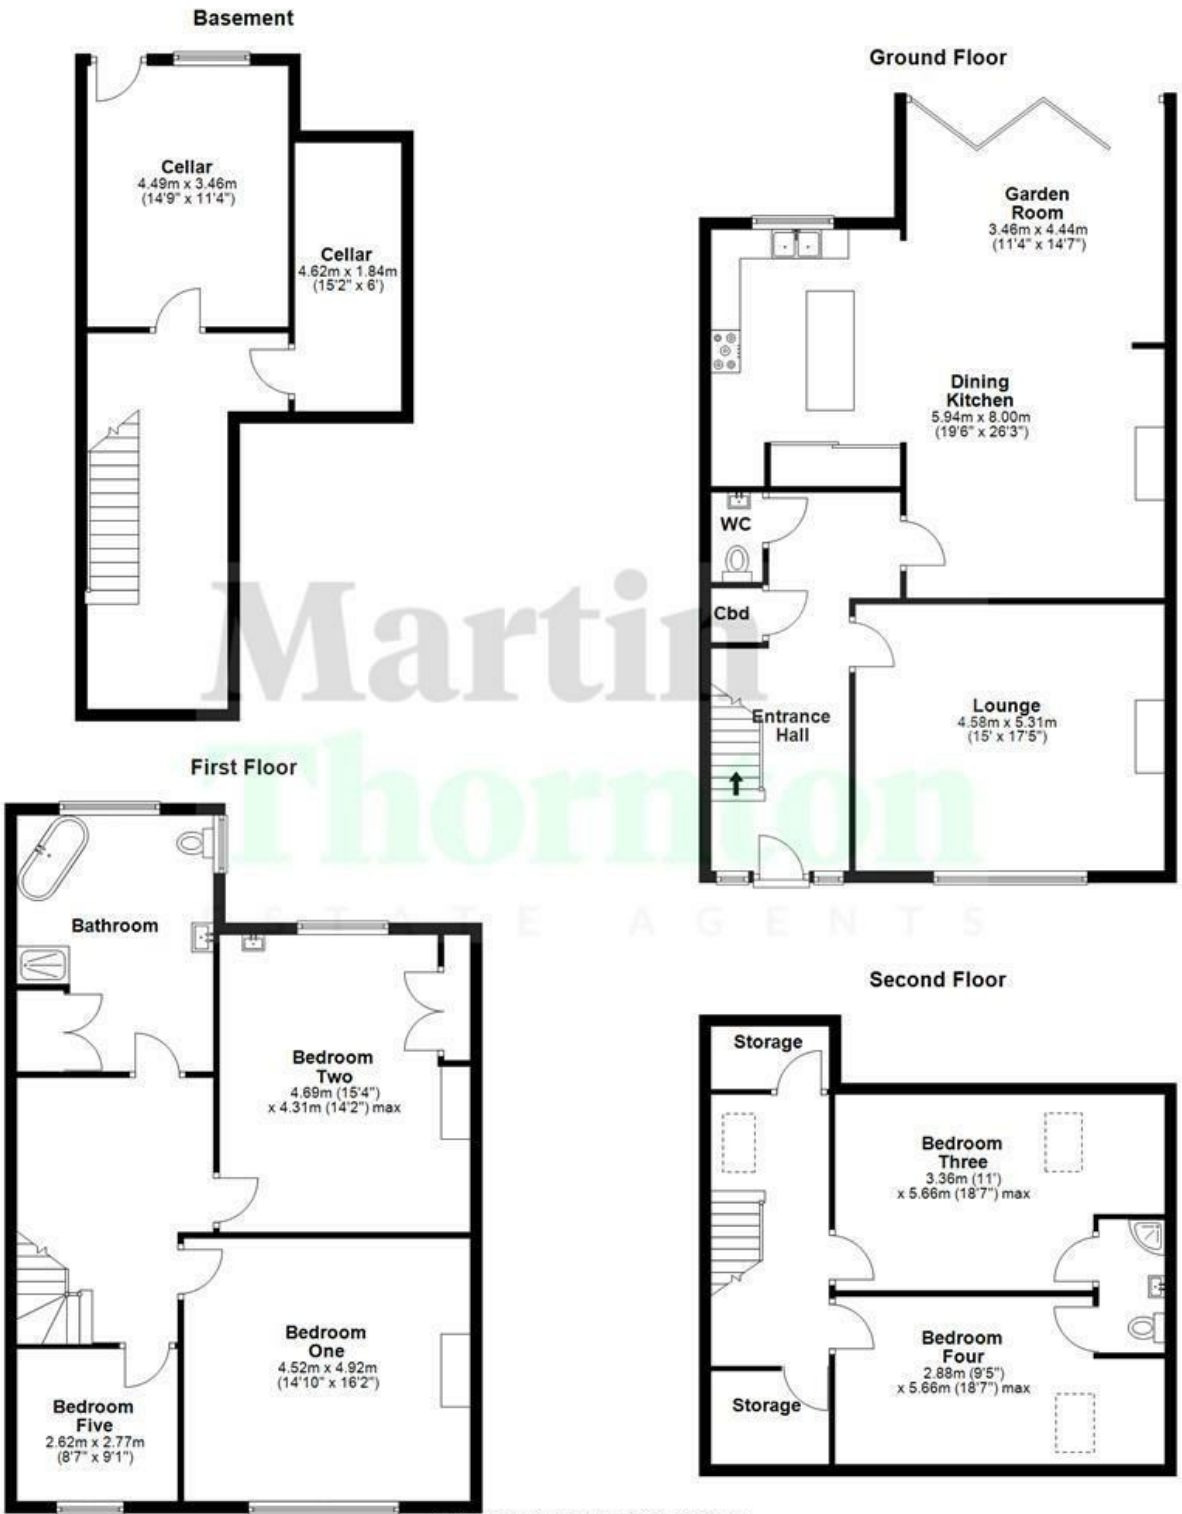 Basement
Cellar
4.49m x 3.46m
(14'9" x 11'4")
Cellar
4.62m x 1.84m
(15'2" x 6')
Ground Floor
Garden
Room
3.46m x 4.44m
(11'4" x 14'7")
Dining
Kitchen
5.94m x 8.00m
(19'6" x 26'3")
WC
Cbd
Entrance
Hall
Lounge
4.58m x 5.31m
(15' x 17'5")
Martin
Thornton
ESTATE AGENTS
First Floor
Bathroom
Bedroom
Two
4.69m (15'4")
x 4.31m (14'2") max
Bedroom
One
4.52m x 4.92m
(14'10" x 16'2")
Bedroom
Five
2.62m x 2.77m
(8'7" x 9'1")
Second Floor
Storage
Bedroom
Three
3.36m (11')
x 5.66m (18'7") max
Bedroom
Four
2.88m (9'5")
x 5.66m (18'7") max
Storage